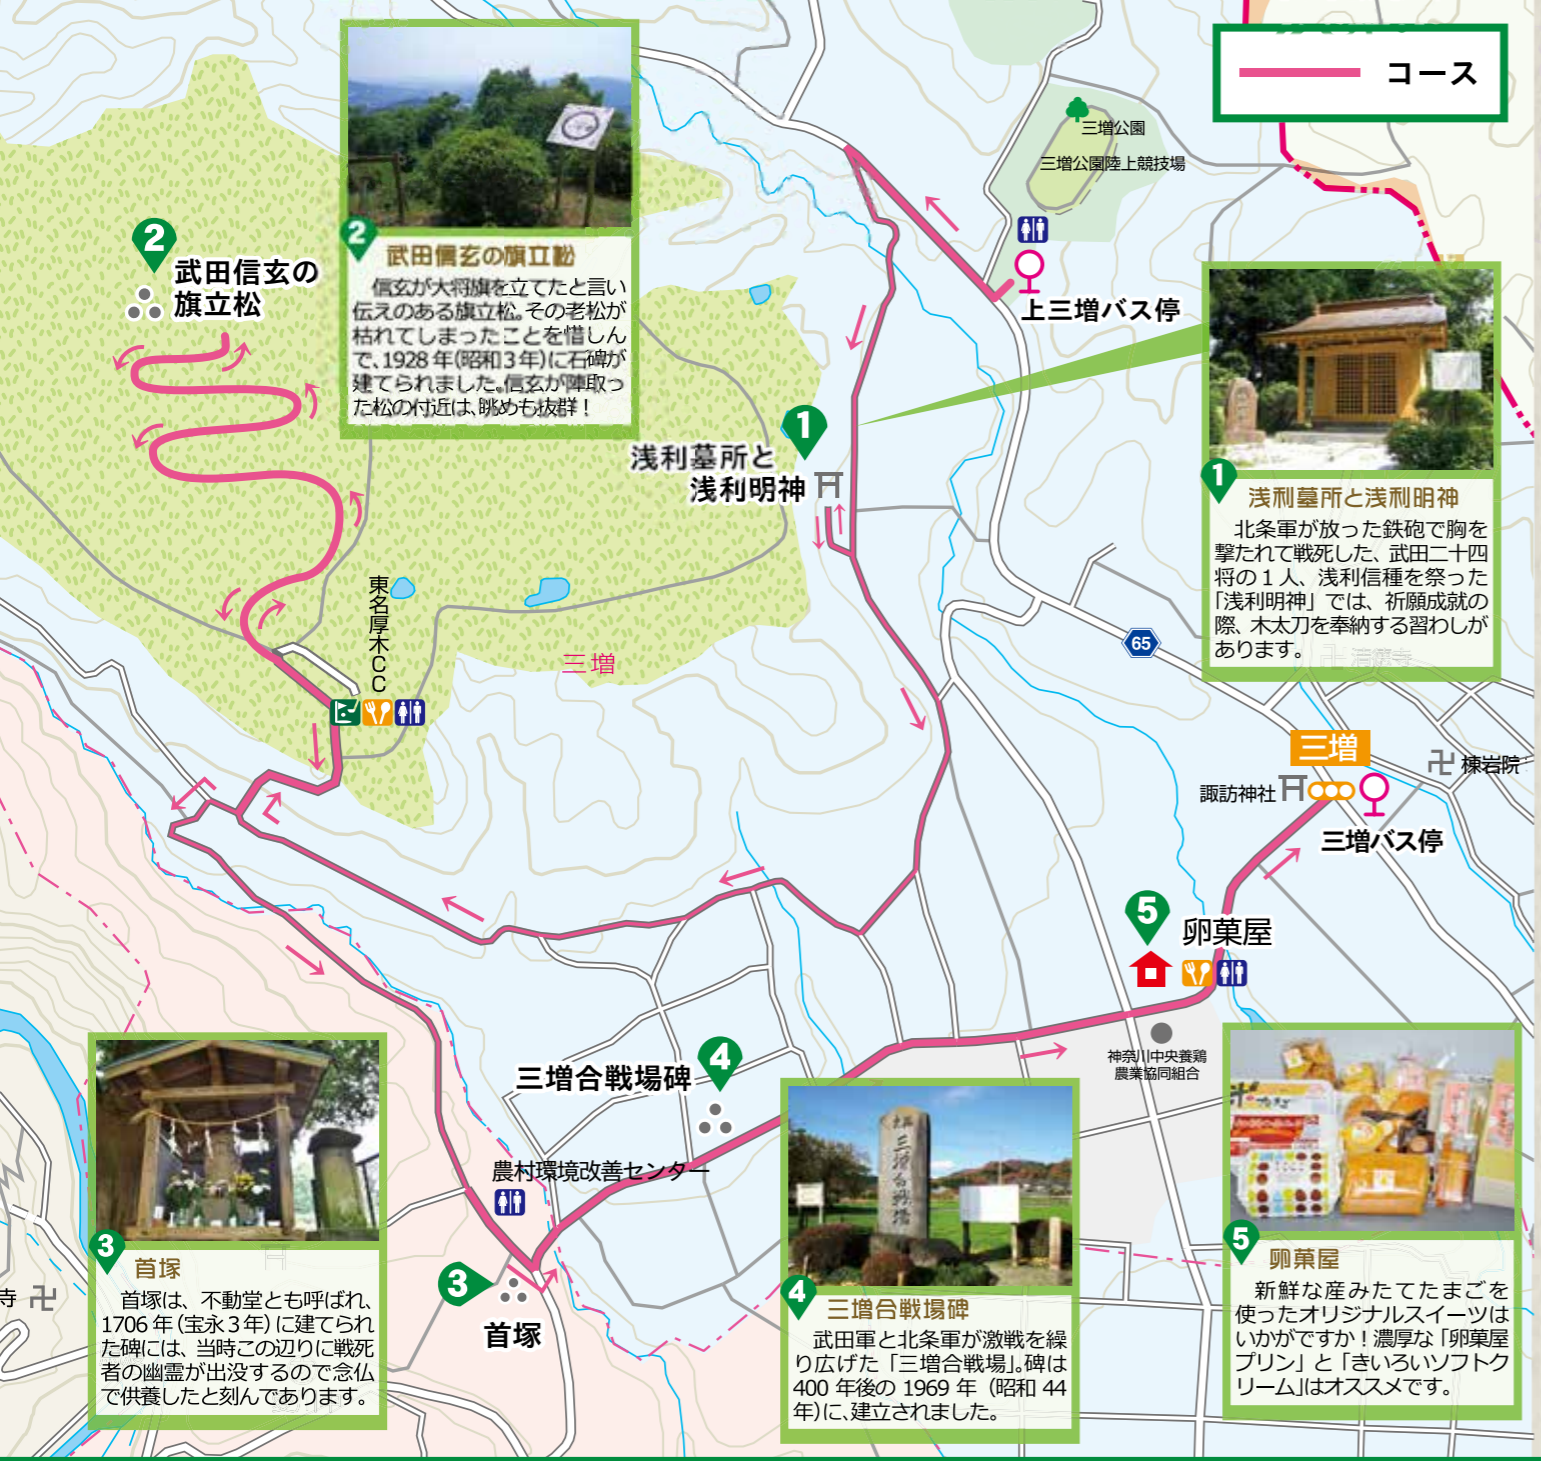 コース
三増公園
三増公園陸上競技場
上三増バス停
2
武田信玄の
旗立松
2
武田信玄の旗立松
信玄が大将旗を立てたと言い
伝えのある旗立松。その老松が
枯れてしまったことを惜しん
で、1928年(昭和3年)に石碑が
建てられました。信玄が陣取っ
た松の付近は、眺めも抜群!
1
浅利墓所と
浅利明神
1
浅利墓所と浅利明神
北条軍が放った鉄砲で胸を
撃たれて戦死した、武田二十四
将の1人、浅利信種を祭った
「浅利明神」では、祈願成就の
際、木太刀を奉納する習わしが
あります。
東名厚木CC
三増
65
清徳寺
三増
棟岩院
諏訪神社
三増バス停
5
卵菓屋
神奈川中央養鶏
農業協同組合
4
三増合戦場碑
農村環境改善センター
3
首塚
寺
3
首塚
首塚は、不動堂とも呼ばれ、
1706年(宝永3年)に建てられ
た碑には、当時この辺りに戦死
者の幽霊が出没するので念仏
で供養したと刻んであります。
三増合戦場
4
三増合戦場碑
武田軍と北条軍が激戦を繰
り広げた「三増合戦場」。碑は
400年後の1969年(昭和44
年)に、建立されました。
5
卵菓屋
新鮮な産みたてたまごを
使ったオリジナルスイーツは
いかがですか!濃厚な「卵菓屋
プリン」と「きいろいソフトク
リーム」はオススメです。